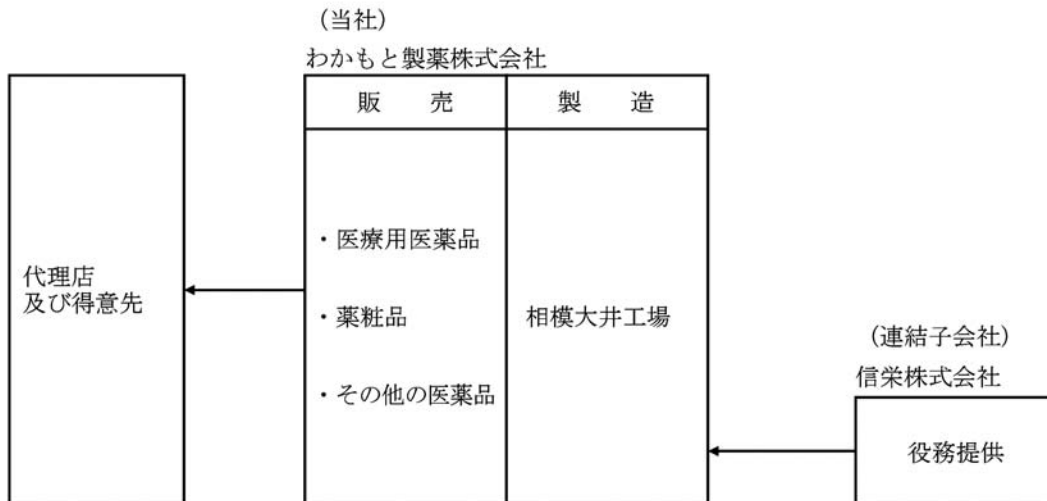 (当社)
わかもと製薬株式会社
販 売
製 造
代理店
及び得意先
・医療用医薬品
・薬粧品
・その他の医薬品
相模大井工場
(連結子会社)
信栄株式会社
役務提供